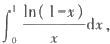 ∫₀¹ ln(1−x)/x dx,